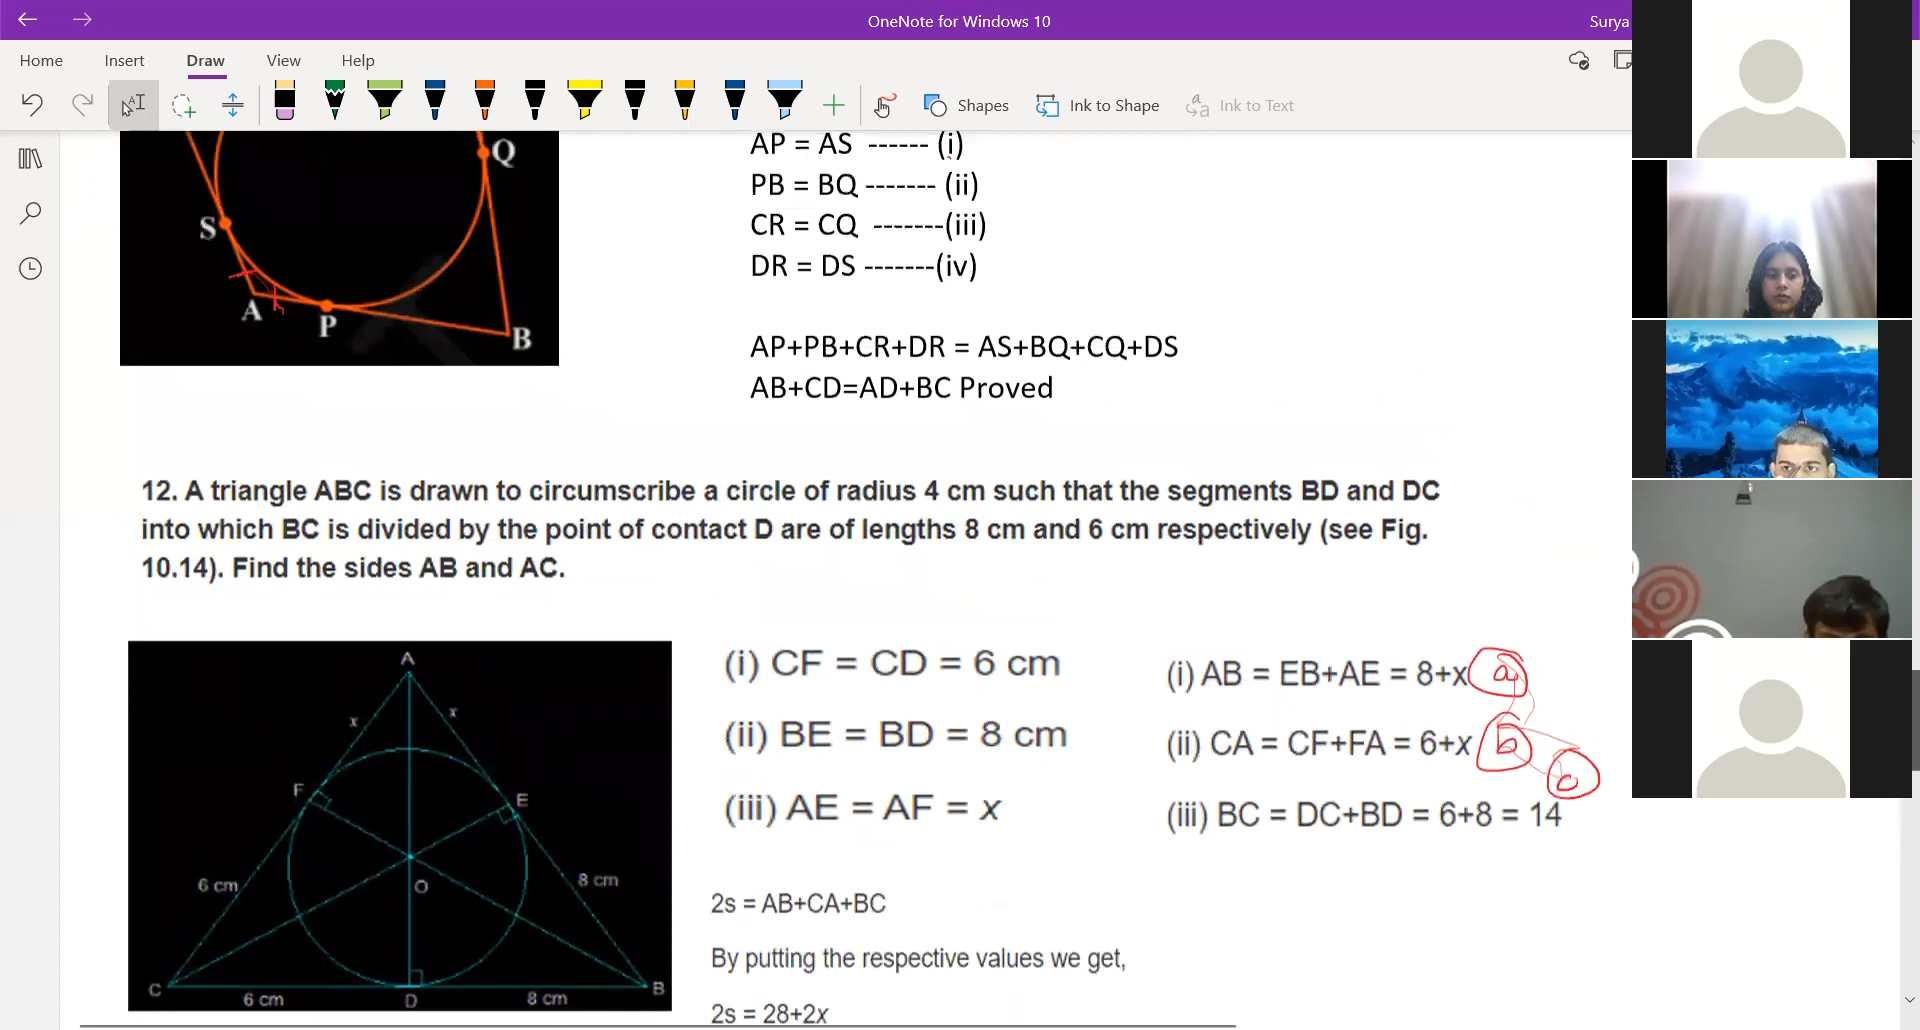 OneNote for Windows 10
Surya
Home Insert Draw View Help
Shapes Ink to Shape Ink to Text
Q
S
A
P
B
AP = AS ------ (i)
PB = BQ ------- (ii)
CR = CQ -------(iii)
DR = DS -------(iv)
AP+PB+CR+DR = AS+BQ+CQ+DS
AB+CD=AD+BC Proved
12. A triangle ABC is drawn to circumscribe a circle of radius 4 cm such that the segments BD and DC
into which BC is divided by the point of contact D are of lengths 8 cm and 6 cm respectively (see Fig.
10.14). Find the sides AB and AC.
A
x x
F E
O
6 cm 8 cm
C D B
6 cm 8 cm
(i) CF = CD = 6 cm
(ii) BE = BD = 8 cm
(iii) AE = AF = x
(i) AB = EB+AE = 8+x a
(ii) CA = CF+FA = 6+x b
c
(iii) BC = DC+BD = 6+8 = 14
2s = AB+CA+BC
By putting the respective values we get,
2s = 28+2x